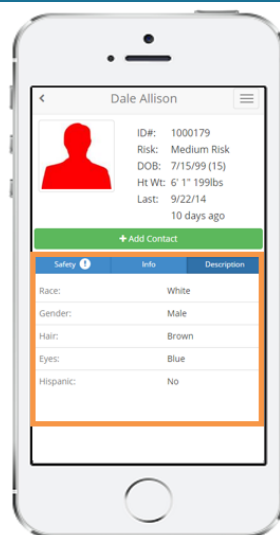 Dale Allison
ID#: 1000179
Risk: Medium Risk
DOB: 7/15/99 (15)
Ht Wt: 6' 1" 199lbs
Last: 9/22/14
10 days ago
+ Add Contact
Safety ! Info Description
Race: White
Gender: Male
Hair: Brown
Eyes: Blue
Hispanic: No